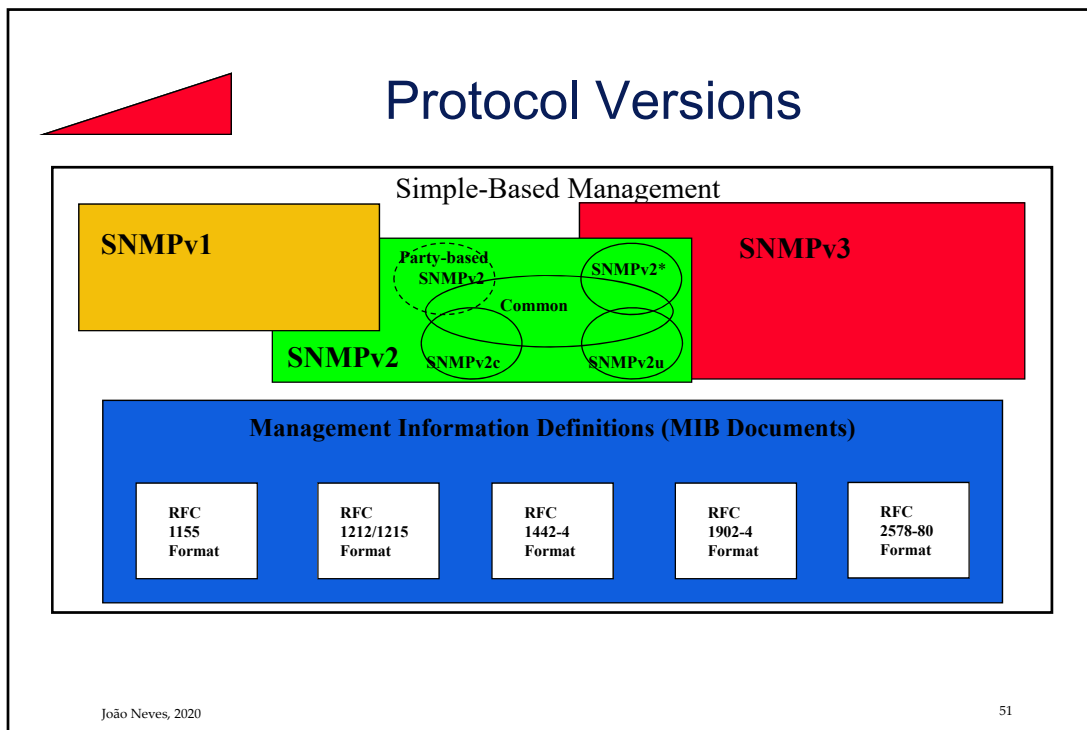 Protocol Versions
Simple-Based Management
SNMPv1
SNMPv3
Party-based
SNMPv2
SNMPv2*
Common
SNMPv2
SNMPv2c
SNMPv2u
Management Information Definitions (MIB Documents)
RFC
1155
Format
RFC
1212/1215
Format
RFC
1442-4
Format
RFC
1902-4
Format
RFC
2578-80
Format
João Neves, 2020
51